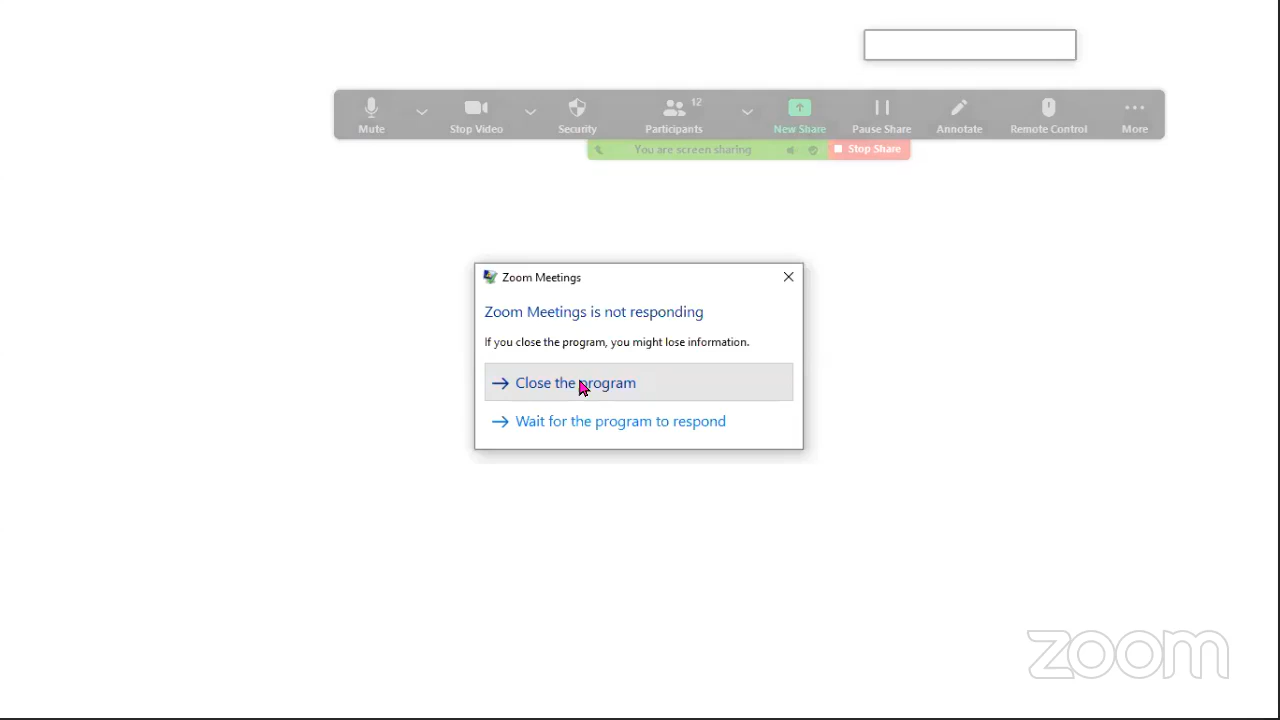 Mute
Stop Video
Security
12
Participants
New Share
Pause Share
Annotate
Remote Control
More
You are screen sharing
Stop Share
Zoom Meetings
Zoom Meetings is not responding
If you close the program, you might lose information.
Close the program
Wait for the program to respond
zoom